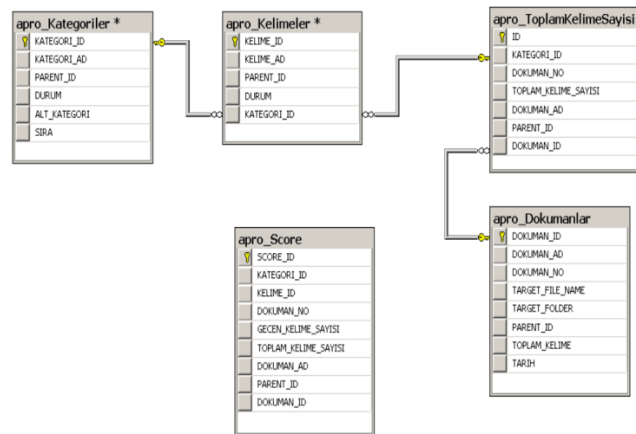 apro_Kategoriler *
KATEGORI_ID
KATEGORI_AD
PARENT_ID
DURUM
ALT_KATEGORI
SIRA
apro_Kelimeler *
KELIME_ID
KELIME_AD
PARENT_ID
DURUM
KATEGORI_ID
apro_ToplamKelimeSayisi
ID
KATEGORI_ID
DOKUMAN_NO
TOPLAM_KELIME_SAYISI
DOKUMAN_AD
PARENT_ID
DOKUMAN_ID
apro_Score
SCORE_ID
KATEGORI_ID
KELIME_ID
DOKUMAN_NO
GECEN_KELIME_SAYISI
TOPLAM_KELIME_SAYISI
DOKUMAN_AD
PARENT_ID
DOKUMAN_ID
apro_Dokumanlar
DOKUMAN_ID
DOKUMAN_AD
DOKUMAN_NO
TARGET_FILE_NAME
TARGET_FOLDER
PARENT_ID
TOPLAM_KELIME
TARIH